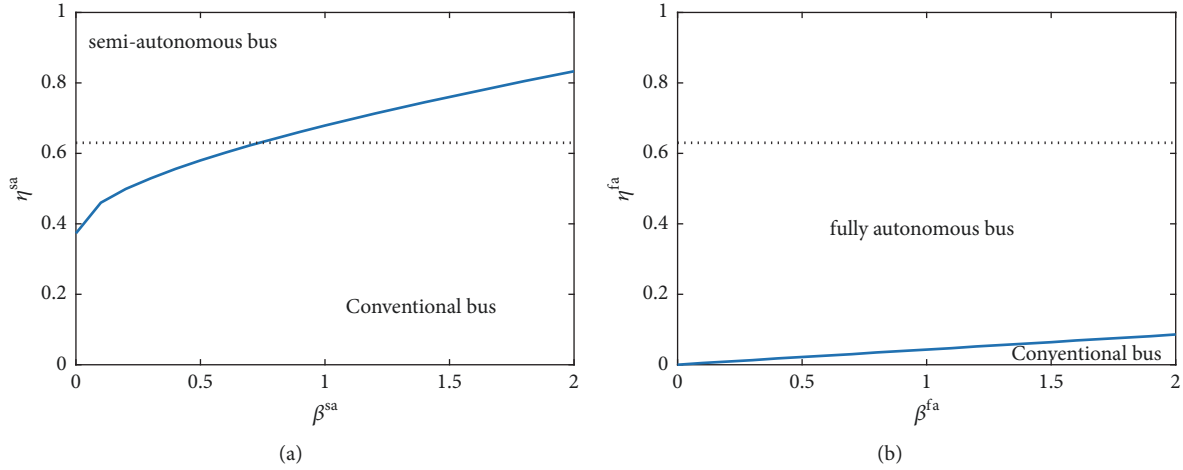 1
0.8
0.6
0.4
0.2
0
η^sa
semi-autonomous bus
Conventional bus
0
0.5
1
1.5
2
β^sa
(a)
1
0.8
0.6
0.4
0.2
0
η^fa
fully autonomous bus
Conventional bus
0
0.5
1
1.5
2
β^fa
(b)